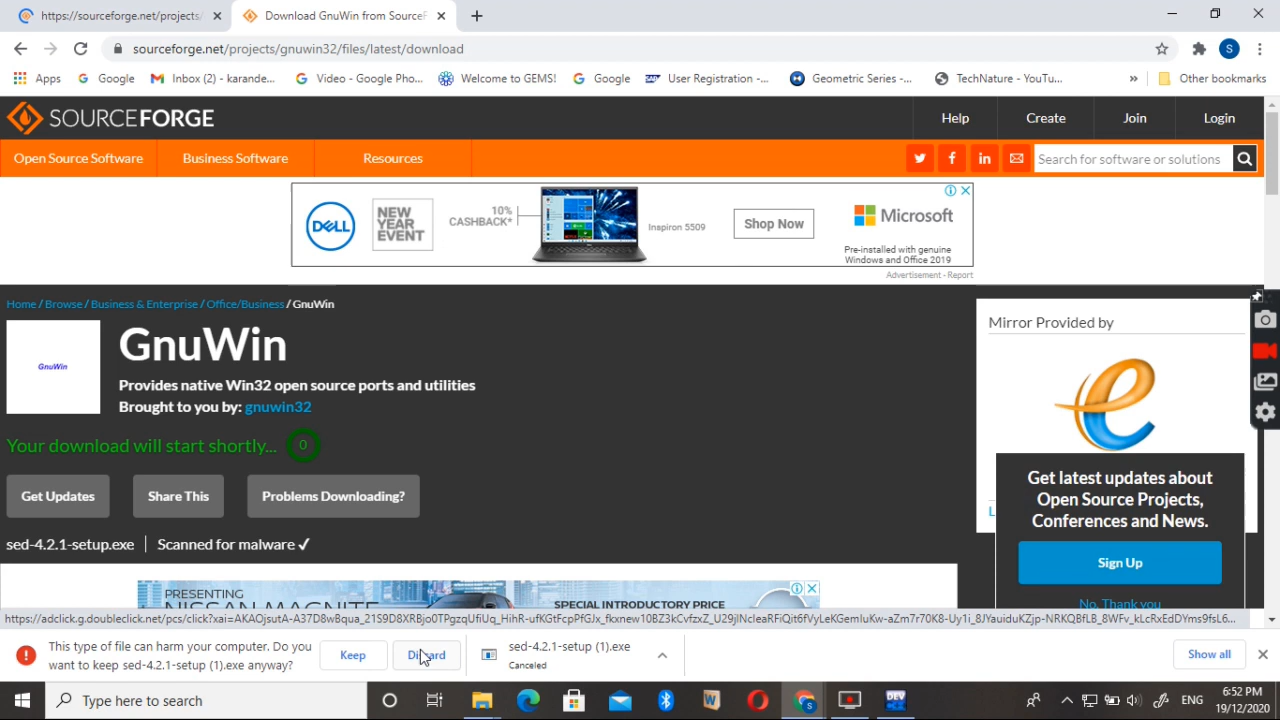 https://sourceforge.net/projects/
Download GnuWin from SourceF
sourceforge.net/projects/gnuwin32/files/latest/download
S
Apps
Google
Inbox (2) - karande...
Video - Google Pho...
Welcome to GEMS!
Google
User Registration -...
Geometric Series -...
TechNature - YouT...
»
Other bookmarks
SOURCEFORGE
Help
Create
Join
Login
Open Source Software
Business Software
Resources
Search for software or solutions
DELL
NEW
YEAR
EVENT
10%
CASHBACK*
Inspiron 5509
Shop Now
Microsoft
Pre-installed with genuine
Windows and Office 2019
Advertisement - Report
Home / Browse / Business & Enterprise / Office/Business / GnuWin
GnuWin
GnuWin
Provides native Win32 open source ports and utilities
Brought to you by: gnuwin32
Your download will start shortly... 0
Get Updates
Share This
Problems Downloading?
sed-4.2.1-setup.exe
Scanned for malware ✓
Mirror Provided by
L
Get latest updates about
Open Source Projects,
Conferences and News.
Sign Up
No, Thank you
PRESENTING
NISSAN MAGNITE
SPECIAL INTRODUCTORY PRICE
This type of file can harm your computer. Do you
want to keep sed-4.2.1-setup (1).exe anyway?
Keep
Discard
sed-4.2.1-setup (1).exe
Canceled
Show all
Type here to search
DEV
ENG
6:52 PM
19/12/2020